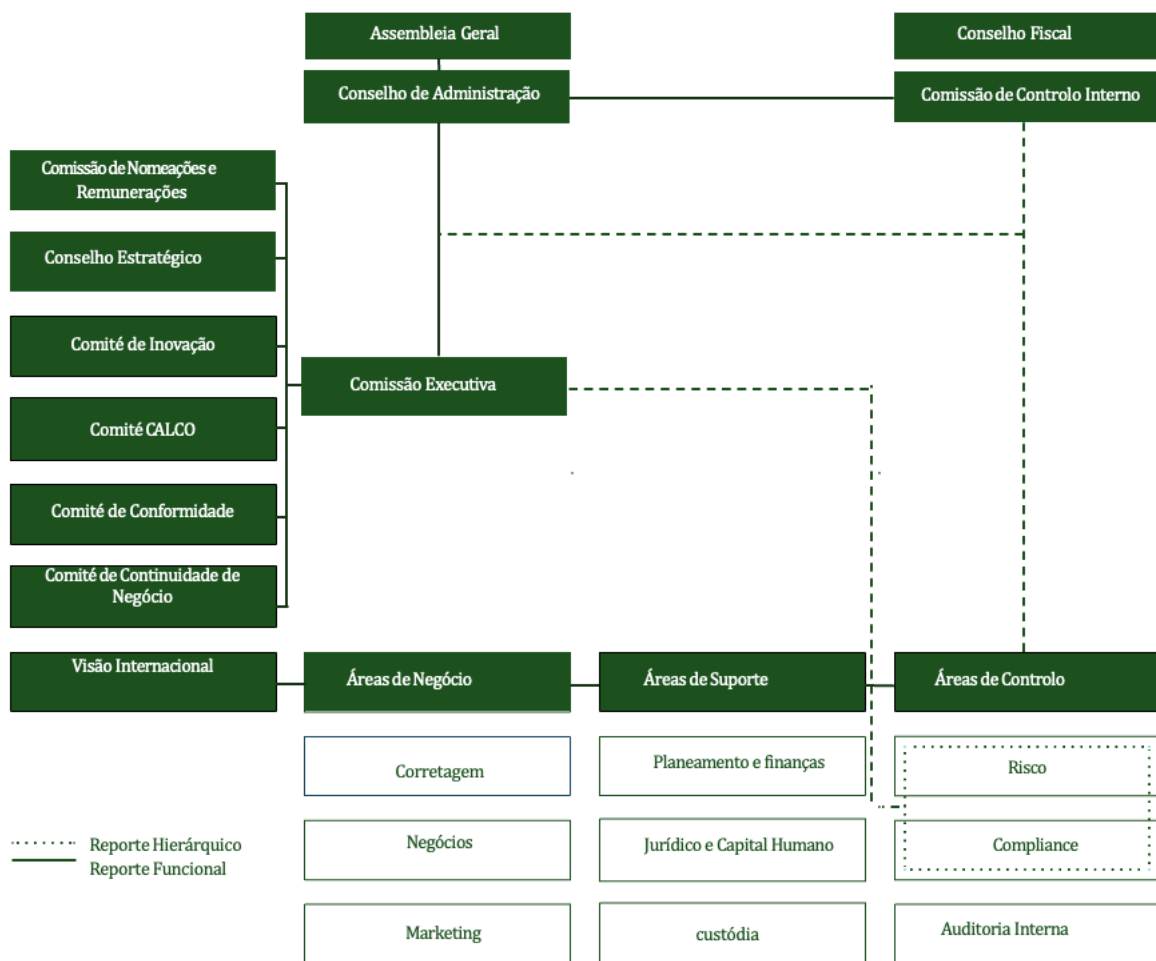 Assembleia Geral
Conselho Fiscal
Conselho de Administração
Comissão de Controlo Interno
Comissão de Nomeações e
Remunerações
Conselho Estratégico
Comité de Inovação
Comissão Executiva
Comité CALCO
Comité de Conformidade
Comité de Continuidade de
Negócio
Visão Internacional
Áreas de Negócio
Áreas de Suporte
Áreas de Controlo
Corretagem
Planeamento e finanças
Risco
Reporte Hierárquico
Reporte Funcional
Negócios
Jurídico e Capital Humano
Compliance
Marketing
custódia
Auditoria Interna